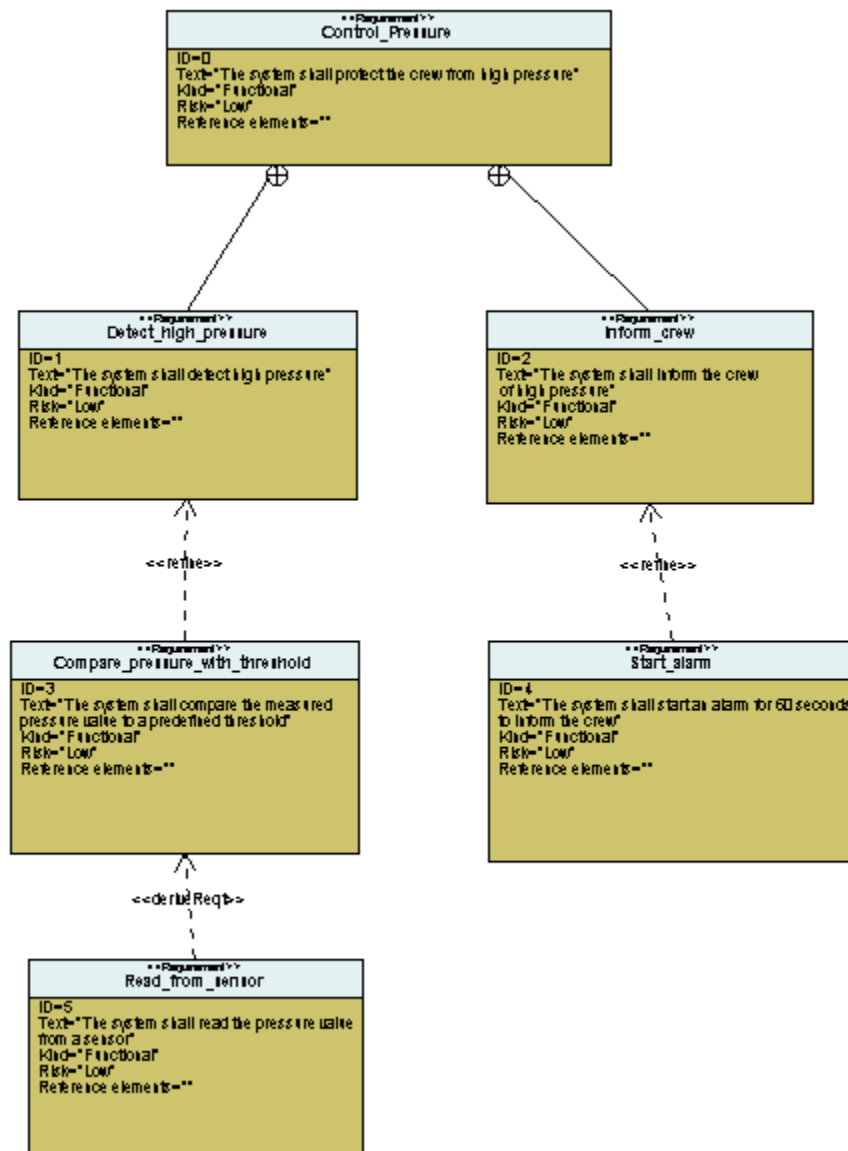 <<Requirement>>
Control_Pressure
ID=0
Text="The system shall protect the crew from high pressure"
Kind="Functional"
Risk="Low"
Reference elements=""
<<Requirement>>
Detect_high_pressure
ID=1
Text="The system shall detect high pressure"
Kind="Functional"
Risk="Low"
Reference elements=""
<<Requirement>>
Inform_crew
ID=2
Text="The system shall inform the crew
of high pressure"
Kind="Functional"
Risk="Low"
Reference elements=""
<<refine>>
<<refine>>
<<Requirement>>
Compare_pressure_with_threshold
ID=3
Text="The system shall compare the measured
pressure value to a predefined threshold"
Kind="Functional"
Risk="Low"
Reference elements=""
<<Requirement>>
Start_alarm
ID=4
Text="The system shall start an alarm for 60 seconds
to inform the crew"
Kind="Functional"
Risk="Low"
Reference elements=""
<<deriveReqt>>
<<Requirement>>
Read_from_sensor
ID=5
Text="The system shall read the pressure value
from a sensor"
Kind="Functional"
Risk="Low"
Reference elements=""